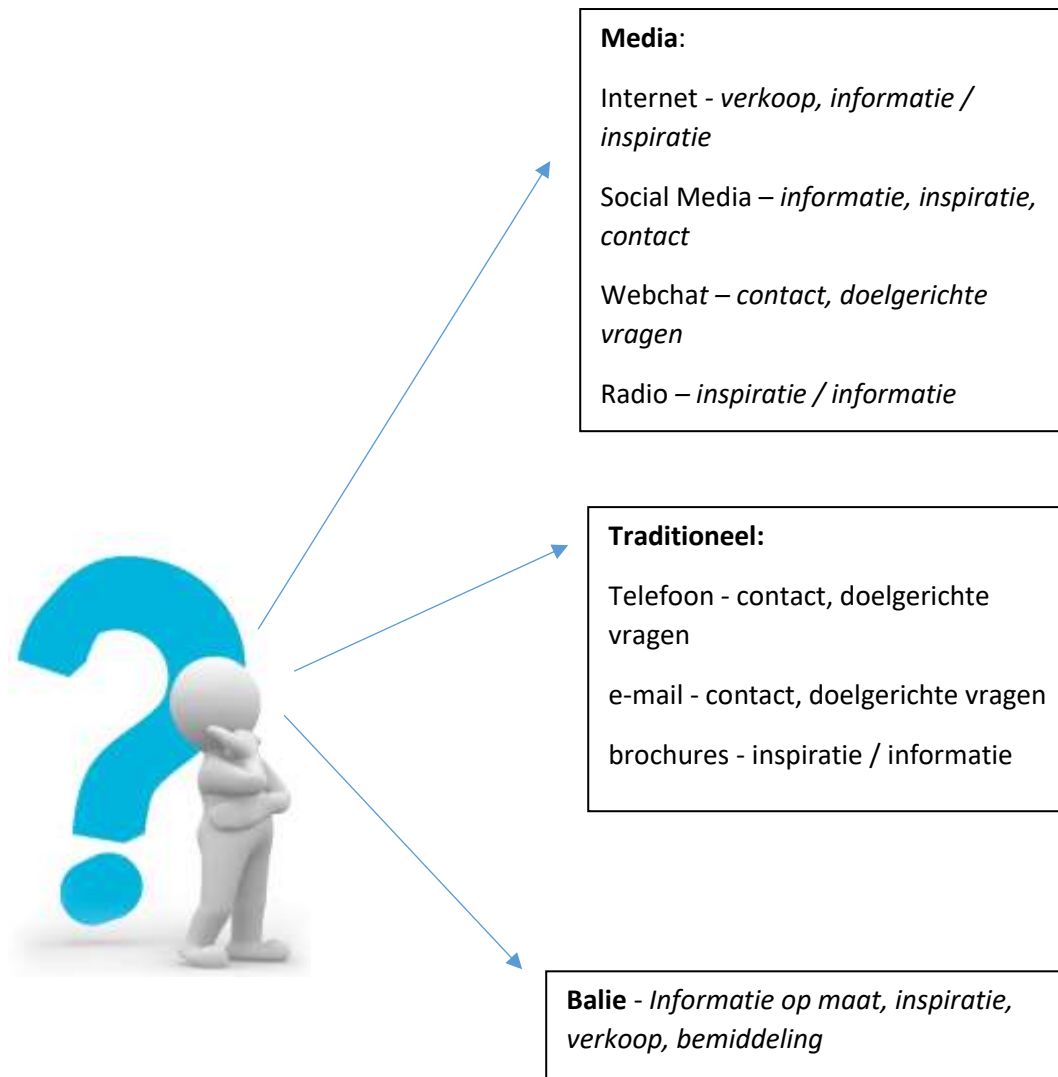 Media:
Internet - verkoop, informatie /
inspiratie
Social Media – informatie, inspiratie,
contact
Webchat – contact, doelgerichte
vragen
Radio – inspiratie / informatie
Traditioneel:
Telefoon - contact, doelgerichte
vragen
e-mail - contact, doelgerichte vragen
brochures - inspiratie / informatie
Balie - Informatie op maat, inspiratie,
verkoop, bemiddeling